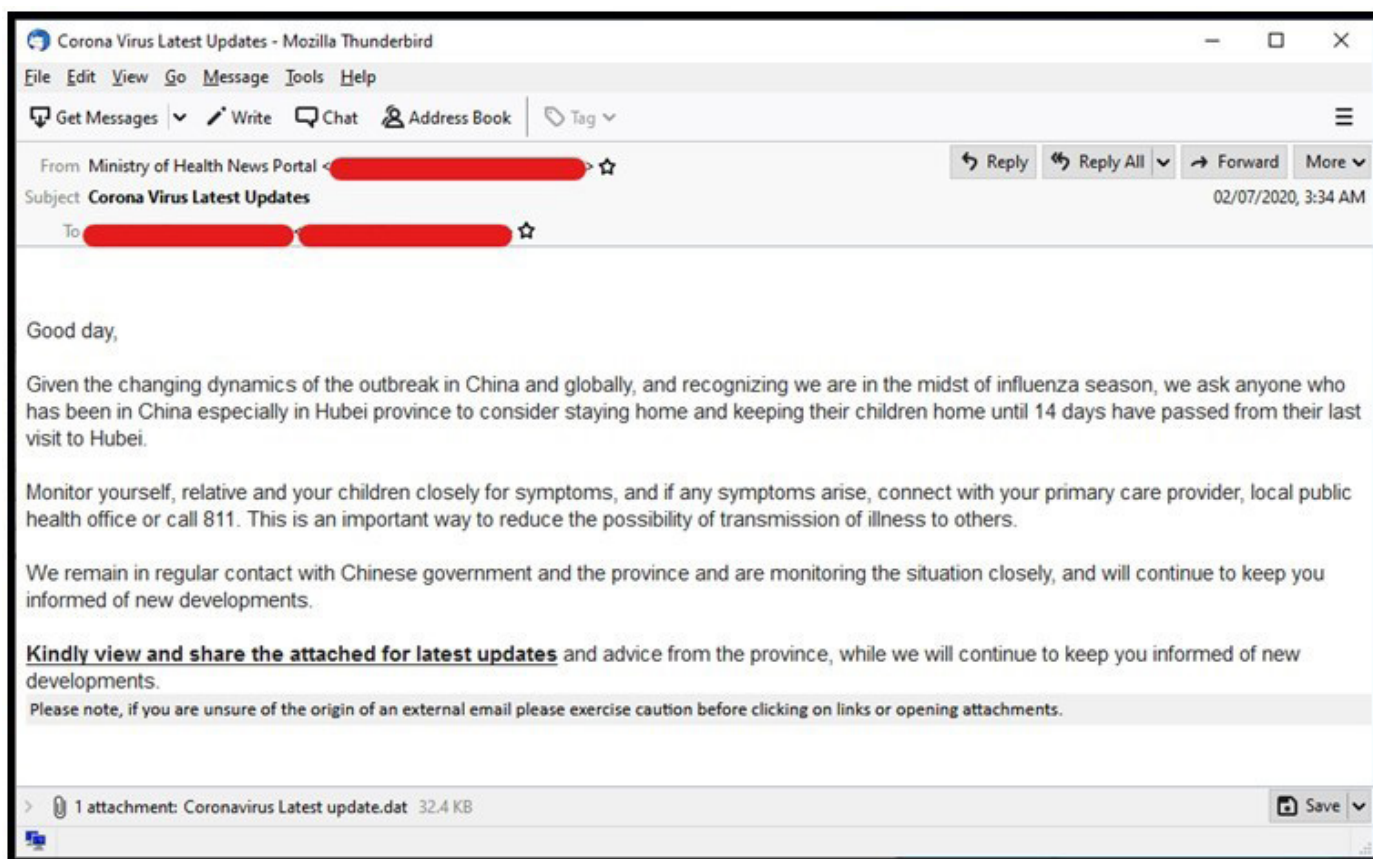 Corona Virus Latest Updates - Mozilla Thunderbird
File Edit View Go Message Tools Help
Get Messages Write Chat Address Book Tag
From Ministry of Health News Portal < > Reply Reply All Forward More
Subject Corona Virus Latest Updates 02/07/2020, 3:34 AM
To
Good day,
Given the changing dynamics of the outbreak in China and globally, and recognizing we are in the midst of influenza season, we ask anyone who
has been in China especially in Hubei province to consider staying home and keeping their children home until 14 days have passed from their last
visit to Hubei.
Monitor yourself, relative and your children closely for symptoms, and if any symptoms arise, connect with your primary care provider, local public
health office or call 811. This is an important way to reduce the possibility of transmission of illness to others.
We remain in regular contact with Chinese government and the province and are monitoring the situation closely, and will continue to keep you
informed of new developments.
Kindly view and share the attached for latest updates and advice from the province, while we will continue to keep you informed of new
developments.
Please note, if you are unsure of the origin of an external email please exercise caution before clicking on links or opening attachments.
1 attachment: Coronavirus Latest update.dat 32.4 KB Save